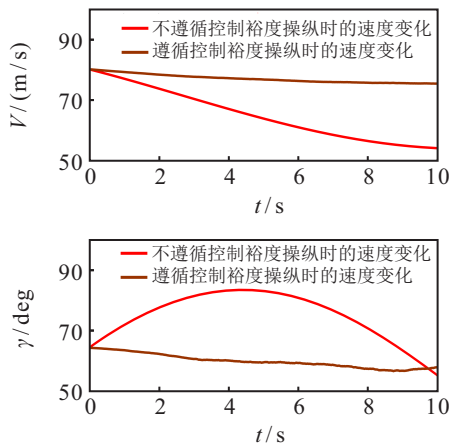 90
70
50
V/(m/s)
不遵循控制裕度操纵时的速度变化
遵循控制裕度操纵时的速度变化
0 2 4 6 8 10
t/s
90
70
50
γ/deg
不遵循控制裕度操纵时的速度变化
遵循控制裕度操纵时的速度变化
0 2 4 6 8 10
t/s